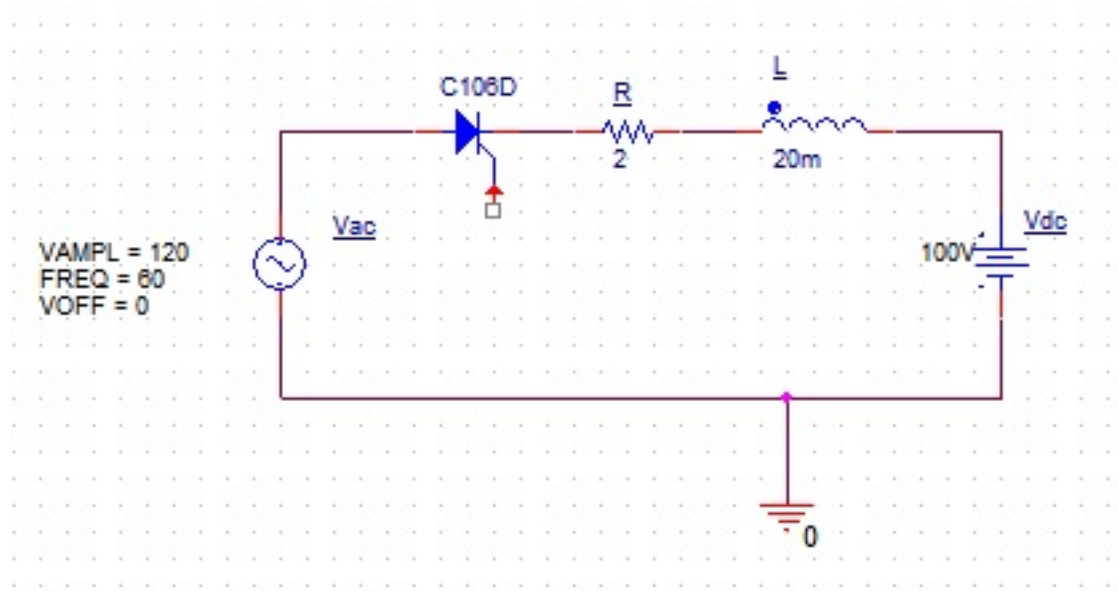 C106D
R
2
L
20m
Vac
VAMPL = 120
FREQ = 60
VOFF = 0
Vdc
100V
0